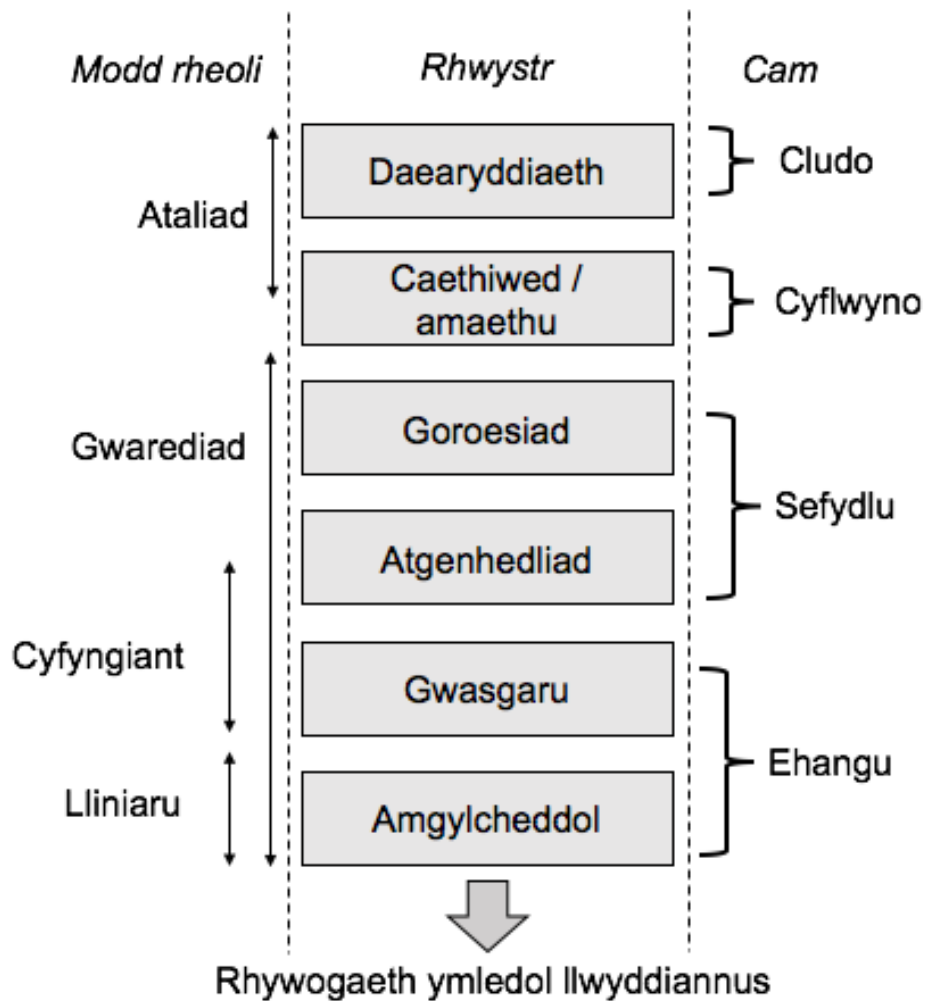 Modd rheoli
Rhwystr
Cam
Daearyddiaeth
Cludo
Ataliad
Caethiwed /
amaethu
Cyflwyno
Goroesiad
Gwarediad
Sefydlu
Atgenhedliad
Cyfyngiant
Gwasgaru
Ehangu
Lliniaru
Amgylcheddol
Rhywogaeth ymledol llwyddiannus